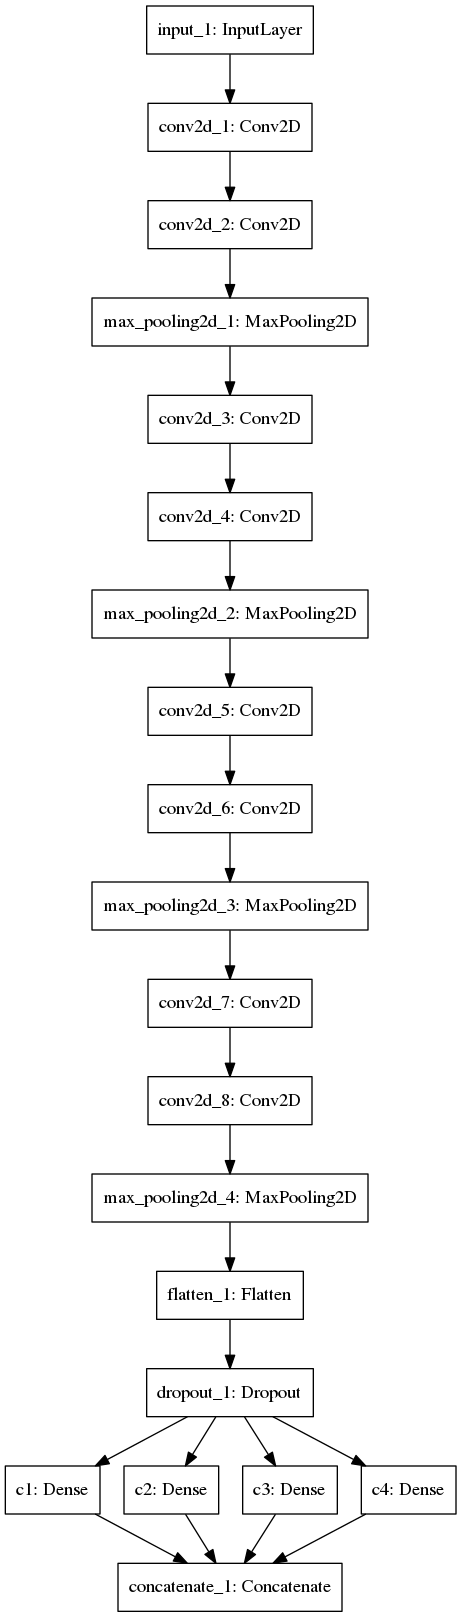 input_1: InputLayer
conv2d_1: Conv2D
conv2d_2: Conv2D
max_pooling2d_1: MaxPooling2D
conv2d_3: Conv2D
conv2d_4: Conv2D
max_pooling2d_2: MaxPooling2D
conv2d_5: Conv2D
conv2d_6: Conv2D
max_pooling2d_3: MaxPooling2D
conv2d_7: Conv2D
conv2d_8: Conv2D
max_pooling2d_4: MaxPooling2D
flatten_1: Flatten
dropout_1: Dropout
c1: Dense
c2: Dense
c3: Dense
c4: Dense
concatenate_1: Concatenate